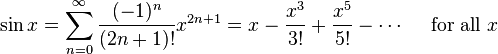 \sin x = \sum_{n=0}^{\infty} \frac{(-1)^n}{(2n+1)!} x^{2n+1} = x - \frac{x^3}{3!} + \frac{x^5}{5!} - \cdots \quad \text{ for all } x